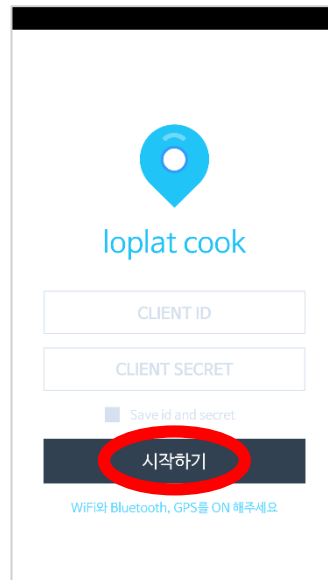 loplat cook
CLIENT ID
CLIENT SECRET
Save id and secret
시작하기
WiFi와 Bluetooth, GPS를 ON 해주세요